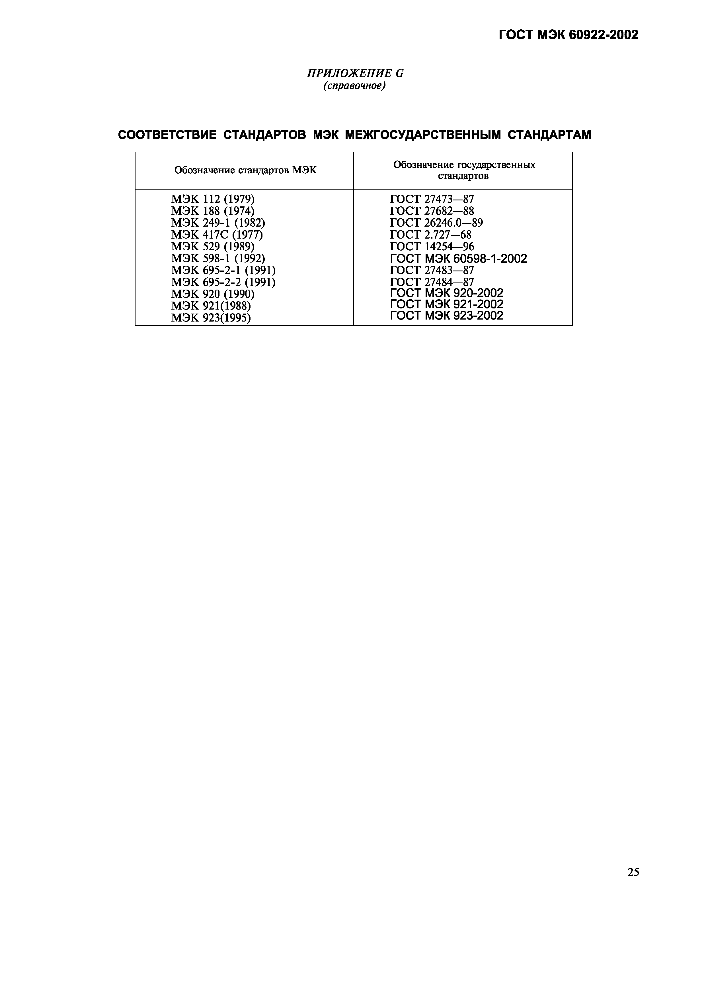 ГОСТ МЭК 60922-2002
ПРИЛОЖЕНИЕ G
(справочное)
СООТВЕТСТВИЕ СТАНДАРТОВ МЭК МЕЖГОСУДАРСТВЕННЫМ СТАНДАРТАМ
Обозначение стандартов МЭК
Обозначение государственных
стандартов
МЭК 112 (1979) ГОСТ 27473—87
МЭК 188 (1974) ГОСТ 27682—88
МЭК 249-1 (1982) ГОСТ 26246.0—89
МЭК 417С (1977) ГОСТ 2.727—68
МЭК 529 (1989) ГОСТ 14254—96
МЭК 598-1 (1992) ГОСТ МЭК 60598-1-2002
МЭК 695-2-1 (1991) ГОСТ 27483—87
МЭК 695-2-2 (1991) ГОСТ 27484—87
МЭК 920 (1990) ГОСТ МЭК 920-2002
МЭК 921(1988) ГОСТ МЭК 921-2002
МЭК 923(1995) ГОСТ МЭК 923-2002
25